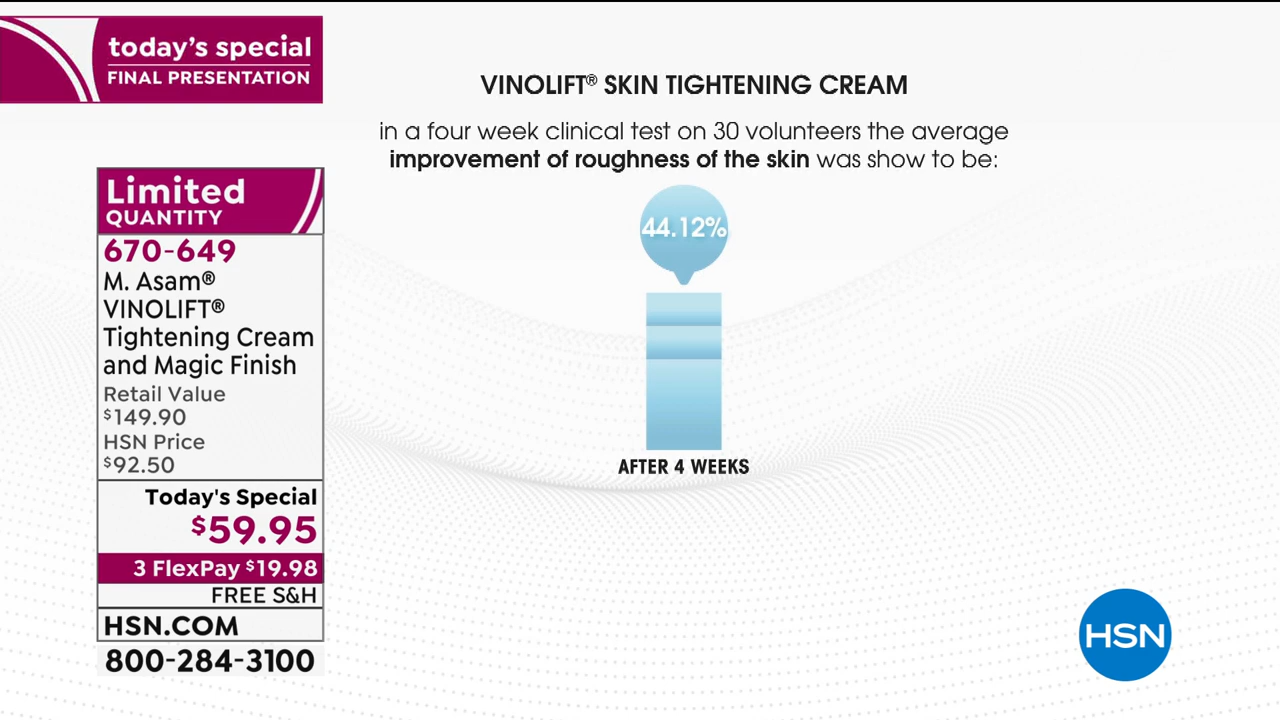 today's special
FINAL PRESENTATION
VINOLIFT® SKIN TIGHTENING CREAM
in a four week clinical test on 30 volunteers the average
improvement of roughness of the skin was show to be:
44.12%
AFTER 4 WEEKS
Limited
QUANTITY
670-649
M. Asam®
VINOLIFT®
Tightening Cream
and Magic Finish
Retail Value
$149.90
HSN Price
$92.50
Today's Special
$59.95
3 FlexPay $19.98
FREE S&H
HSN.COM
800-284-3100
HSN